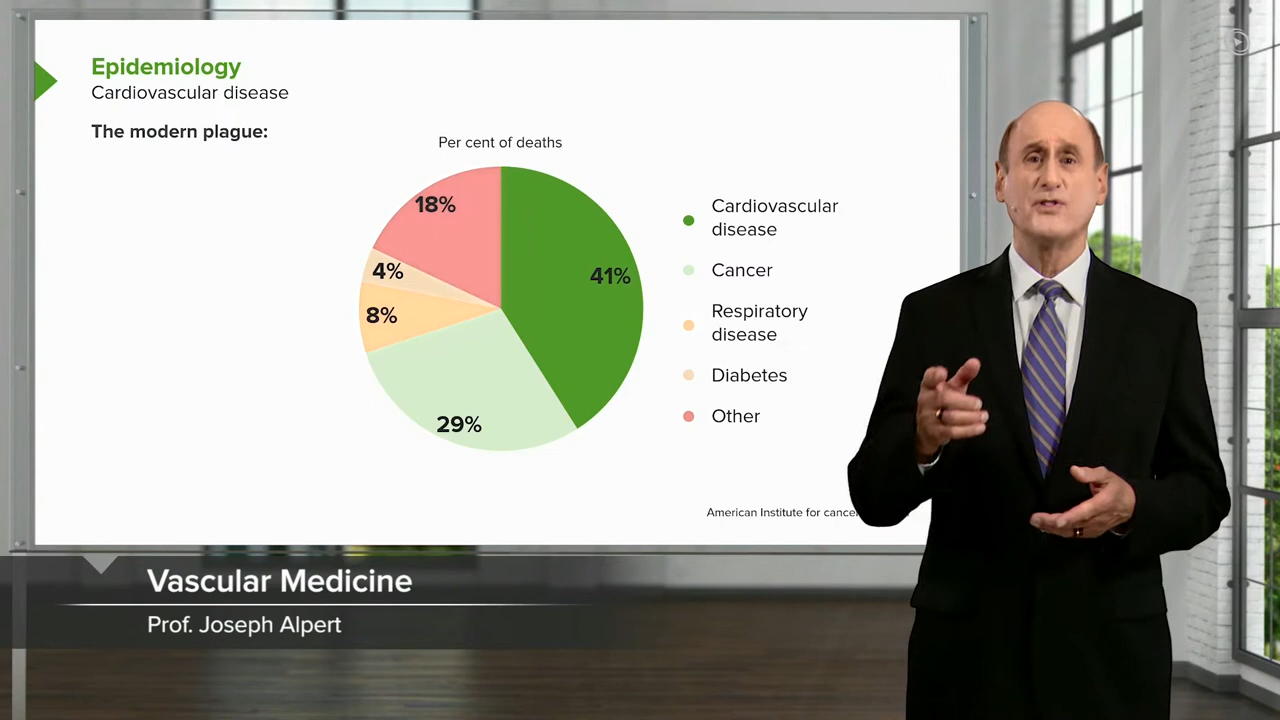 Epidemiology
Cardiovascular disease
The modern plague:
Per cent of deaths
18%
4%
8%
29%
41%
Cardiovascular
disease
Cancer
Respiratory
disease
Diabetes
Other
American Institute for cance
Vascular Medicine
Prof. Joseph Alpert